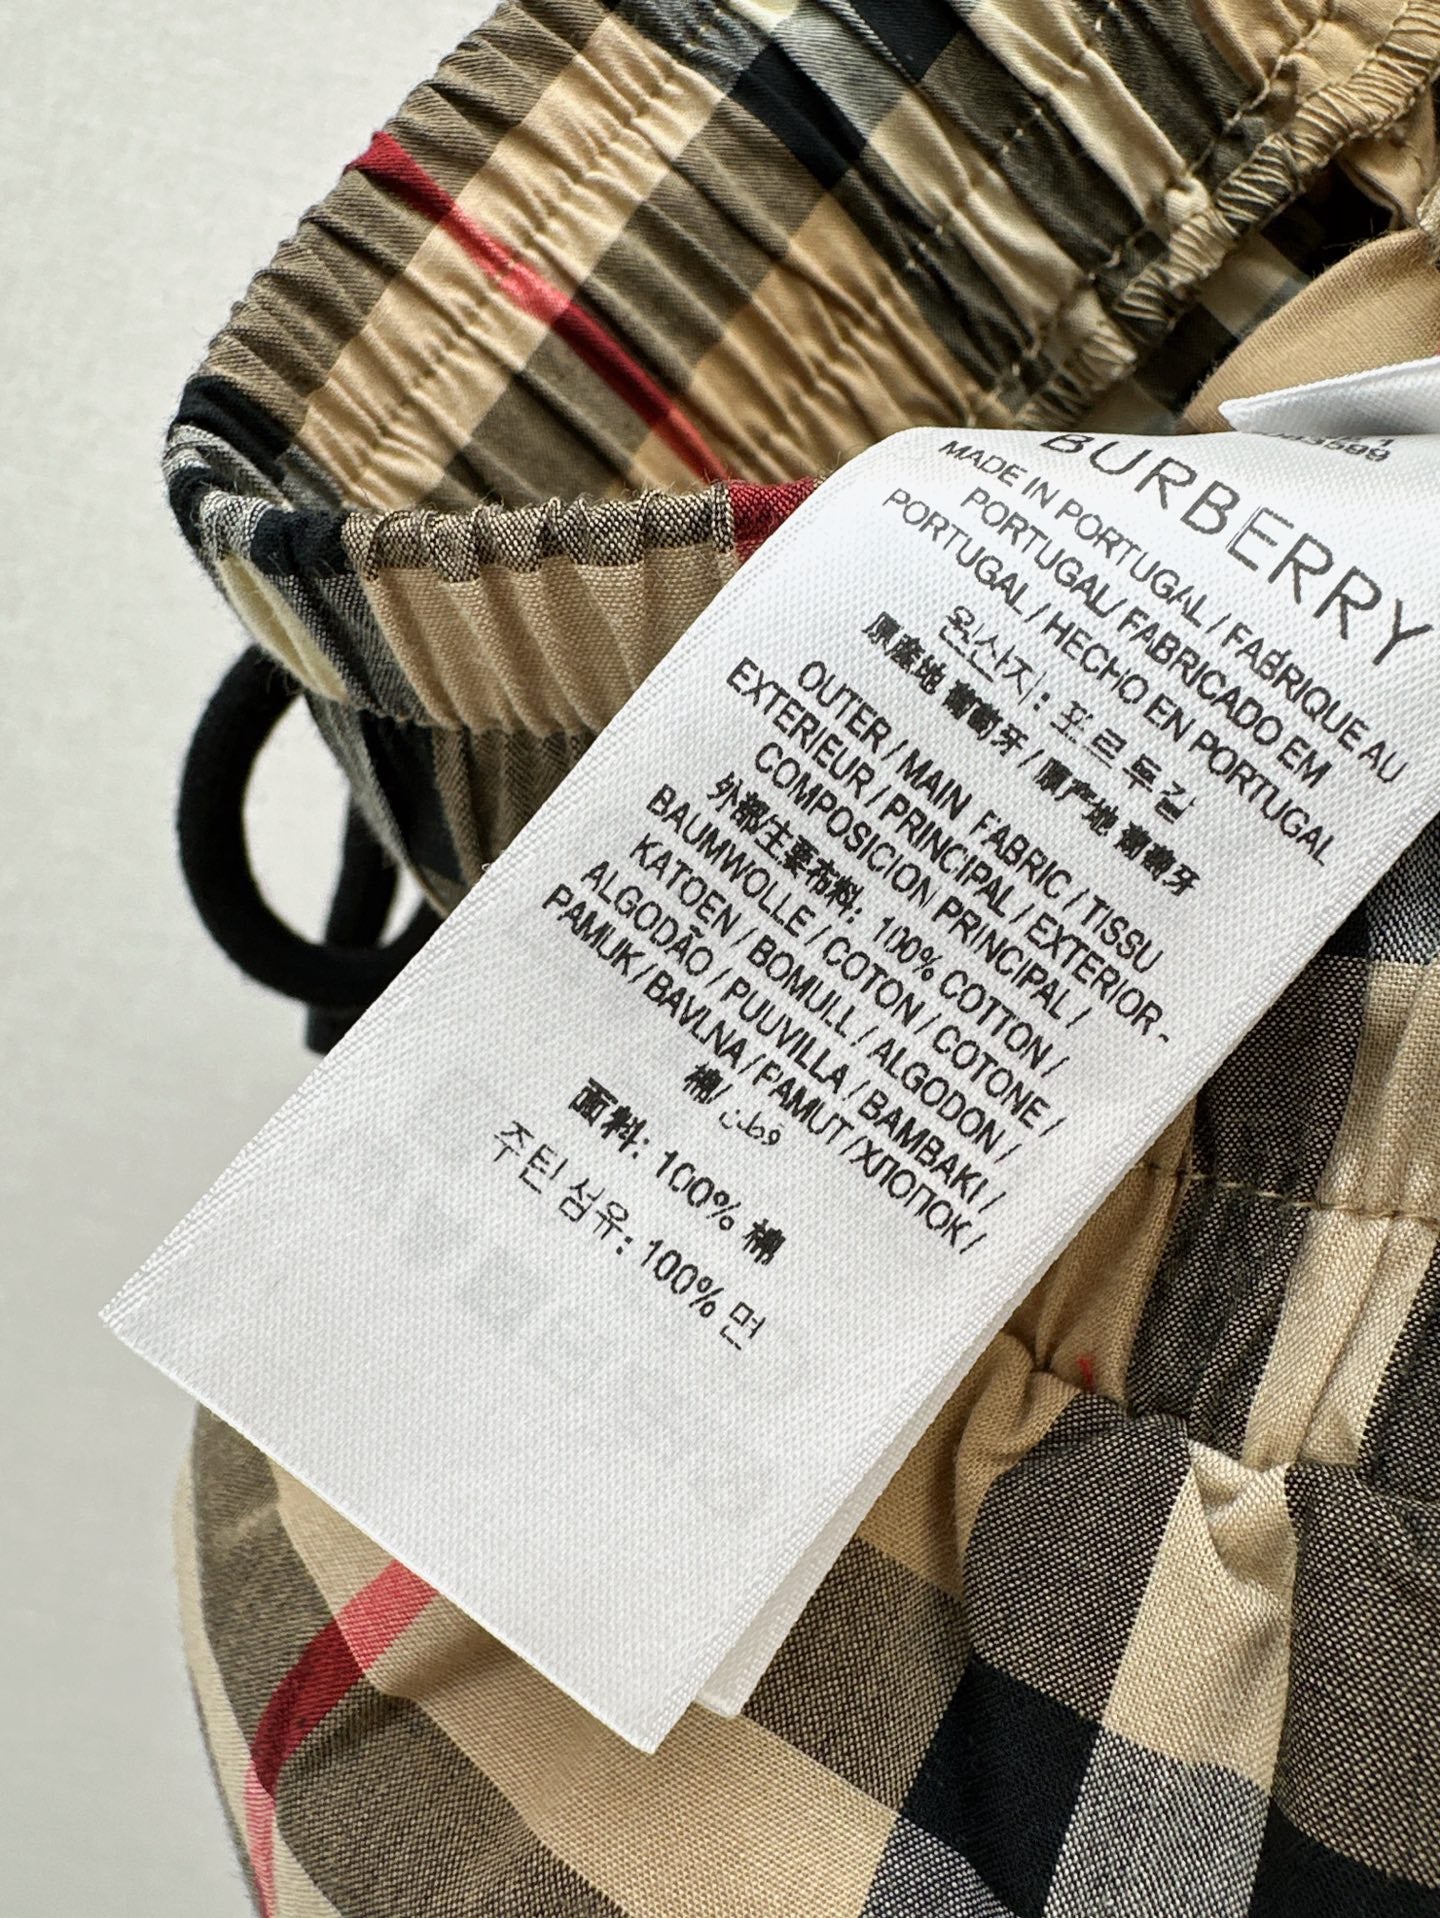 BURBERRY
MADE IN PORTUGAL / FABRIQUE AU
PORTUGAL / FABRICADO EM
PORTUGAL / HECHO EN PORTUGAL
원산지: 포르투갈
原產地 葡萄牙 / 原产地 葡萄牙
OUTER / MAIN FABRIC / TISSU
EXTERIEUR / PRINCIPAL / EXTERIOR -
COMPOSICION PRINCIPAL /
外部主要布料: 100% COTTON /
BAUMWOLLE / COTON / COTONE /
KATOEN / BOMULL / ALGODON /
ALGODÃO / PUUVILLA / BAMBAKI /
PAMUK / BAVLNA / PAMUT / ХЛОПОК /
棉/ قطن
面料: 100% 棉
주탄 섬유: 100% 면